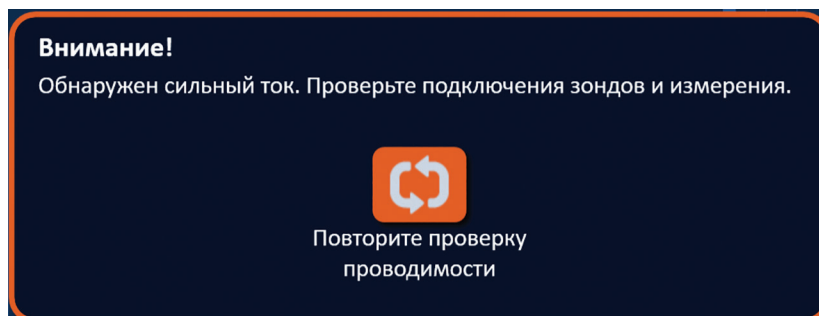 Внимание!
Обнаружен сильный ток. Проверьте подключения зондов и измерения.
Повторите проверку
проводимости